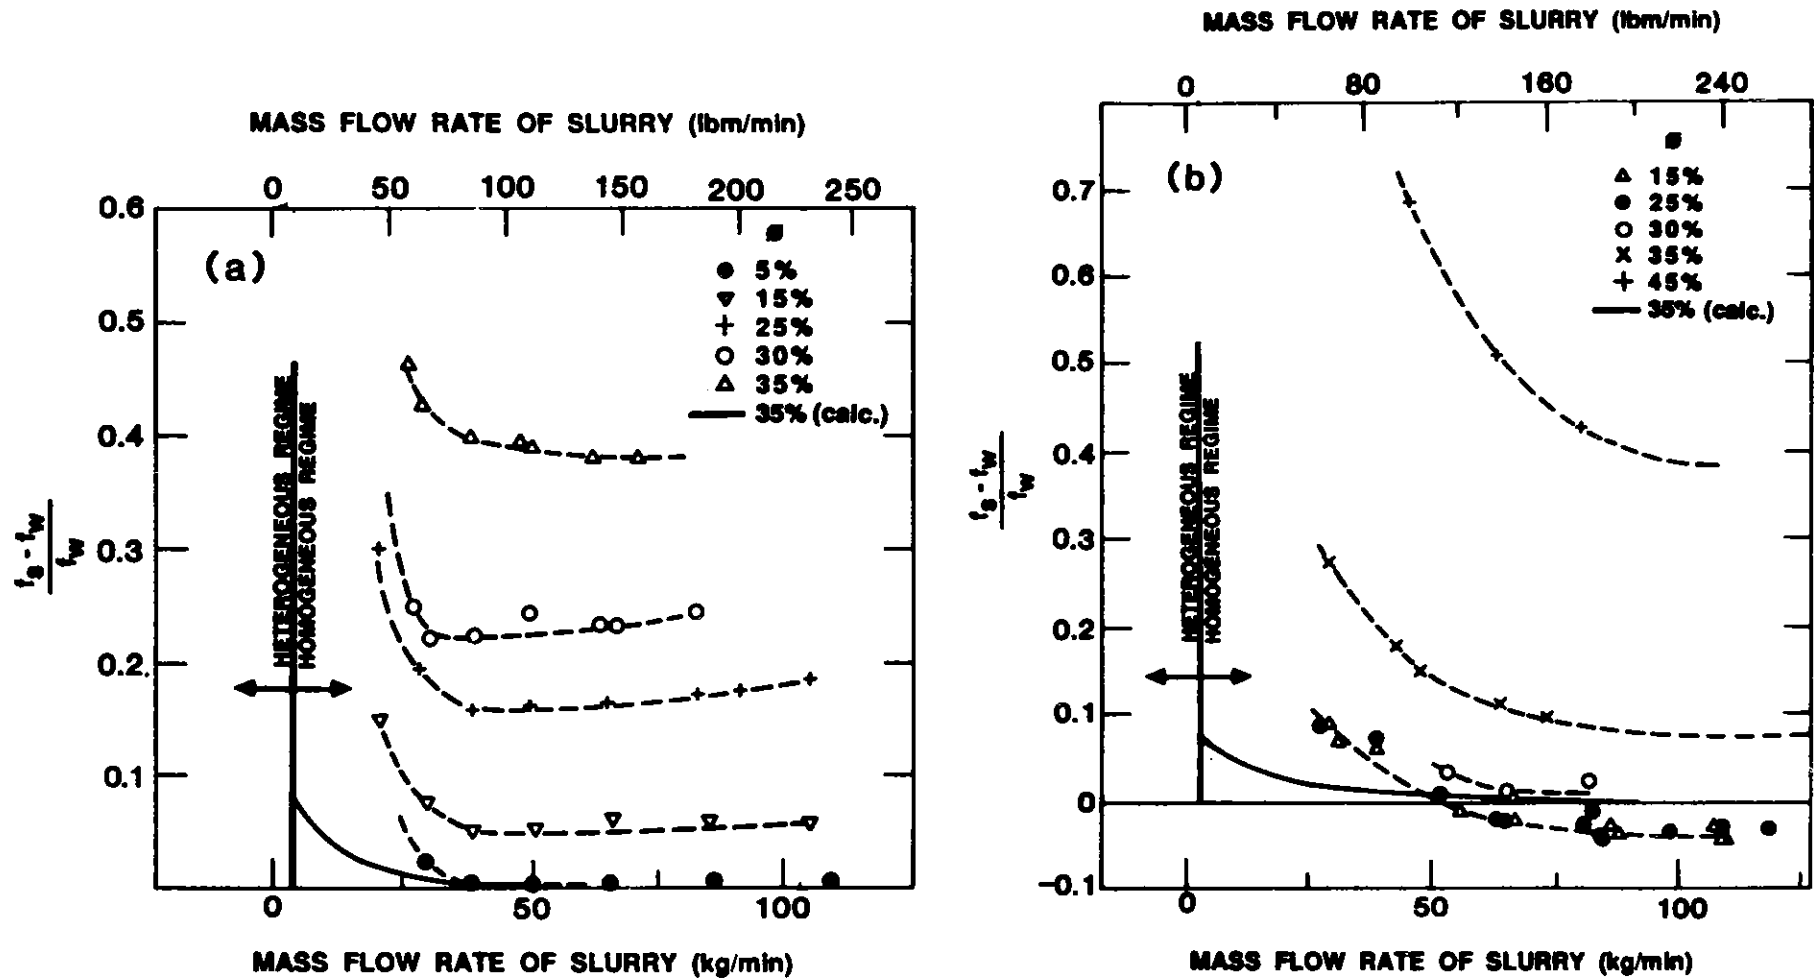 MASS FLOW RATE OF SLURRY (lbm/min)
0 50 100 150 200 250
0.6
0.5
0.4
0.3
0.2
0.1
(a)
ø
5%
15%
25%
30%
35%
35% (calc.)
HETEROGENEOUS REGIME
HOMOGENEOUS REGIME
fs - fw
fw
0 50 100
MASS FLOW RATE OF SLURRY (kg/min)
MASS FLOW RATE OF SLURRY (lbm/min)
0 80 160 240
0.7
0.6
0.5
0.4
0.3
0.2
0.1
0
-0.1
(b)
ø
15%
25%
30%
35%
45%
35% (calc.)
HETEROGENEOUS REGIME
HOMOGENEOUS REGIME
fs - fw
fw
0 50 100
MASS FLOW RATE OF SLURRY (kg/min)